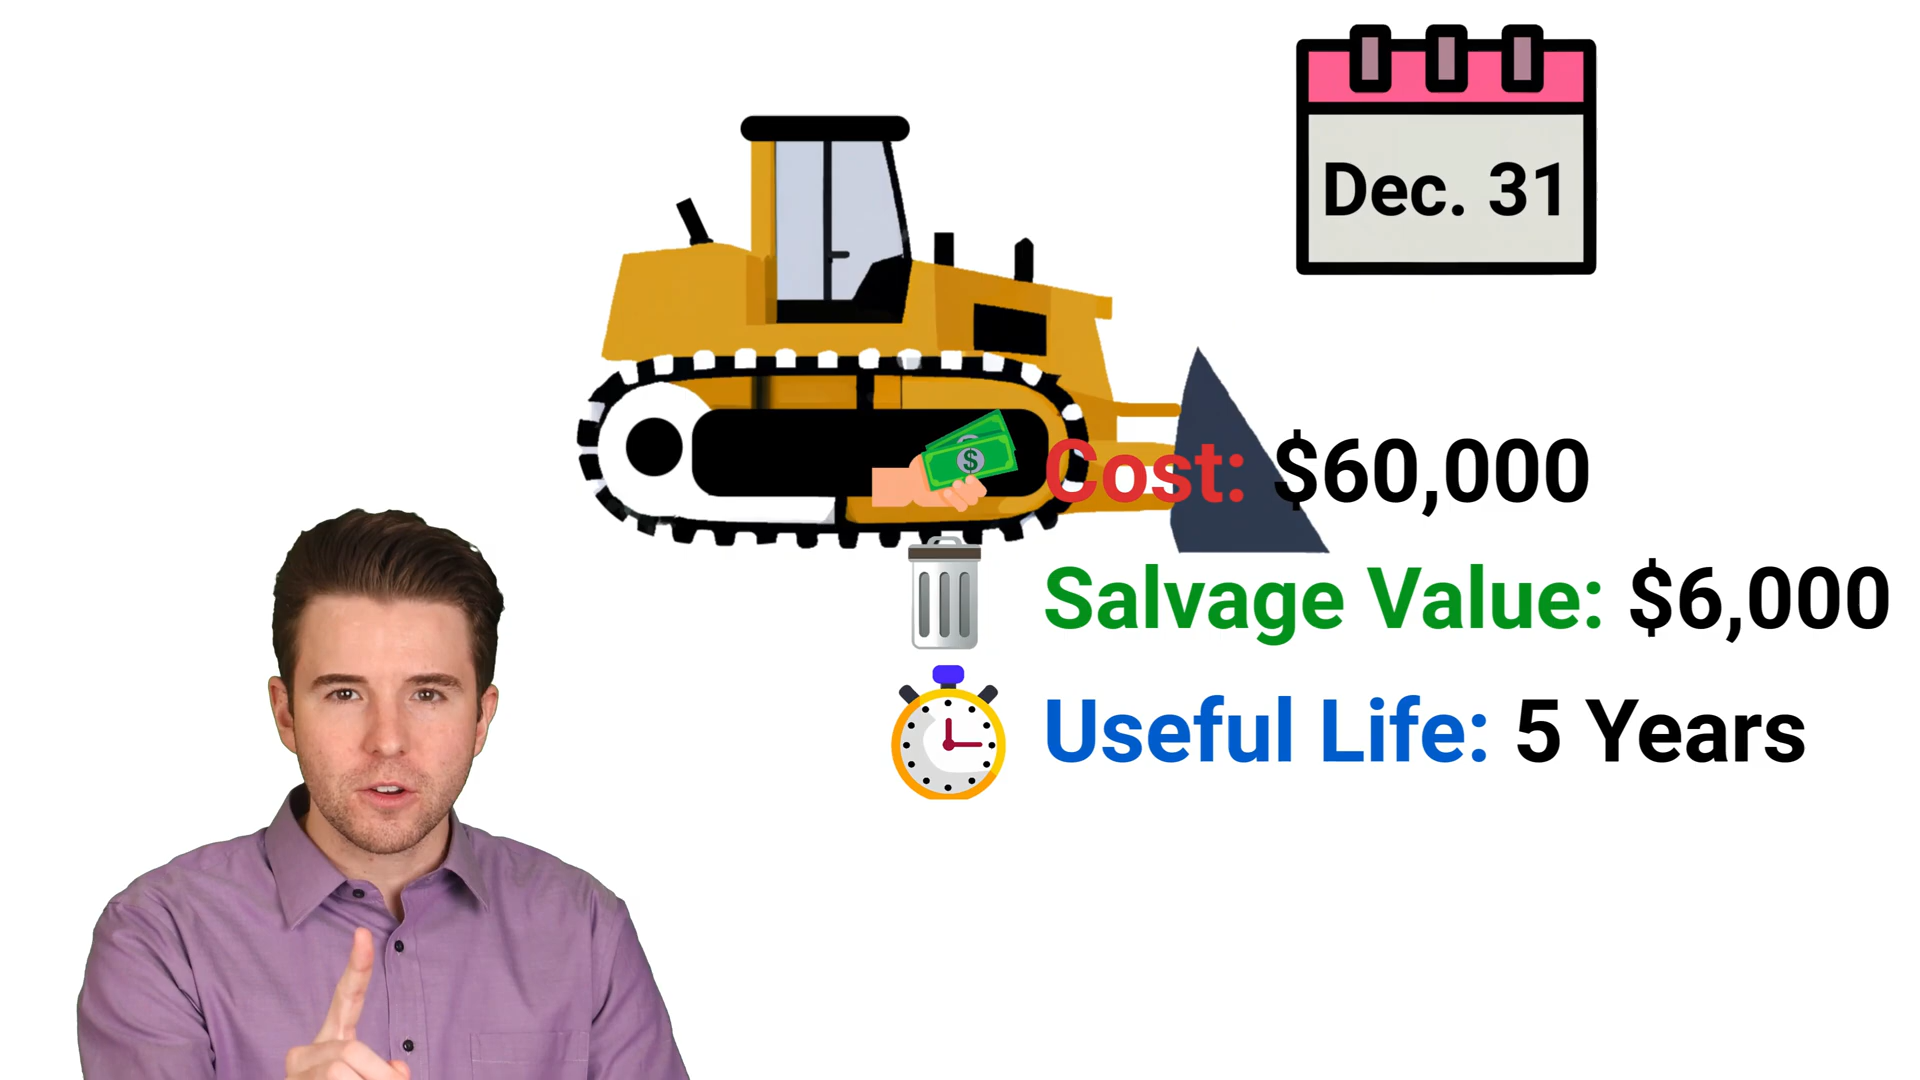 Dec. 31
Cost: $60,000
Salvage Value: $6,000
Useful Life: 5 Years